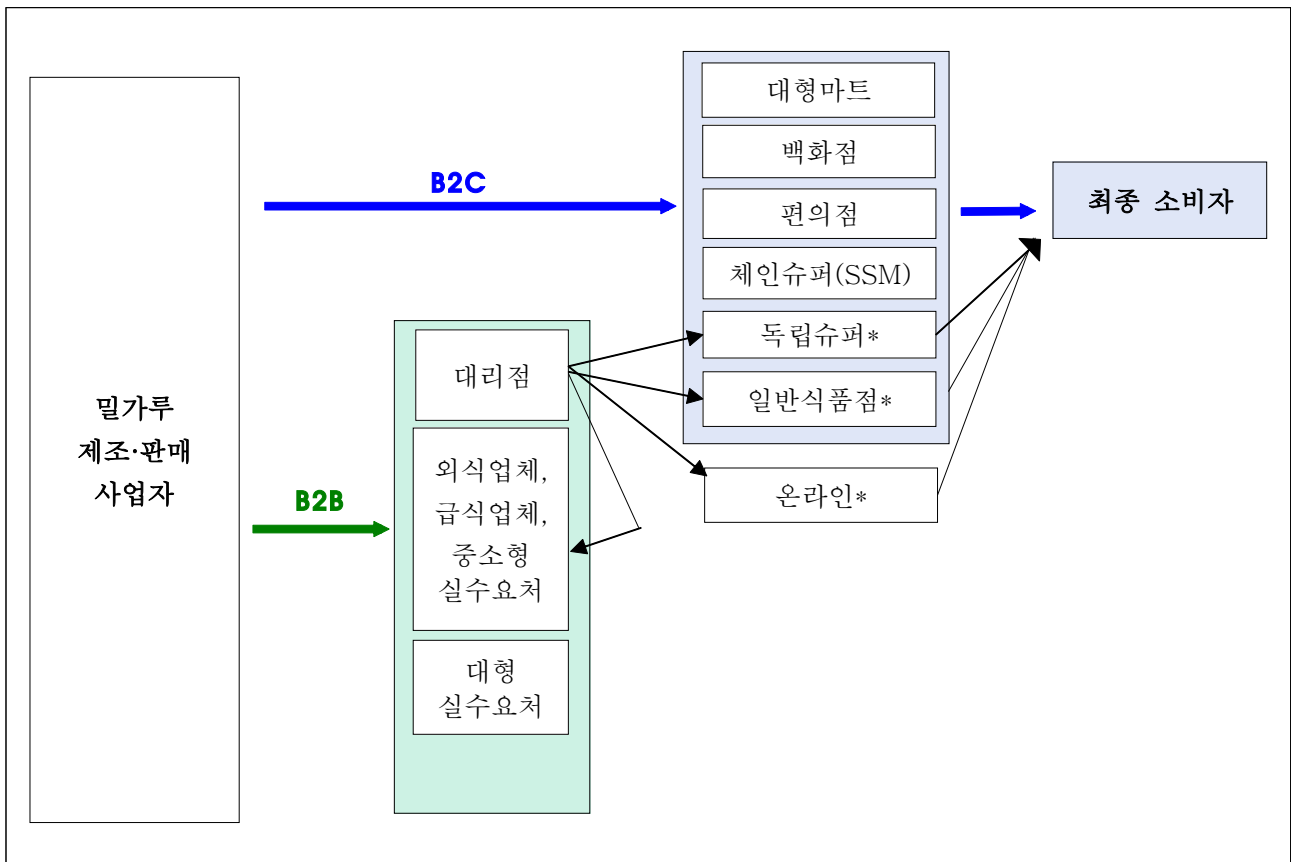 밀가루
제조·판매
사업자
B2C
B2B
대리점
외식업체,
급식업체,
중소형
실수요처
대형
실수요처
대형마트
백화점
편의점
체인슈퍼(SSM)
독립슈퍼*
일반식품점*
온라인*
최종 소비자